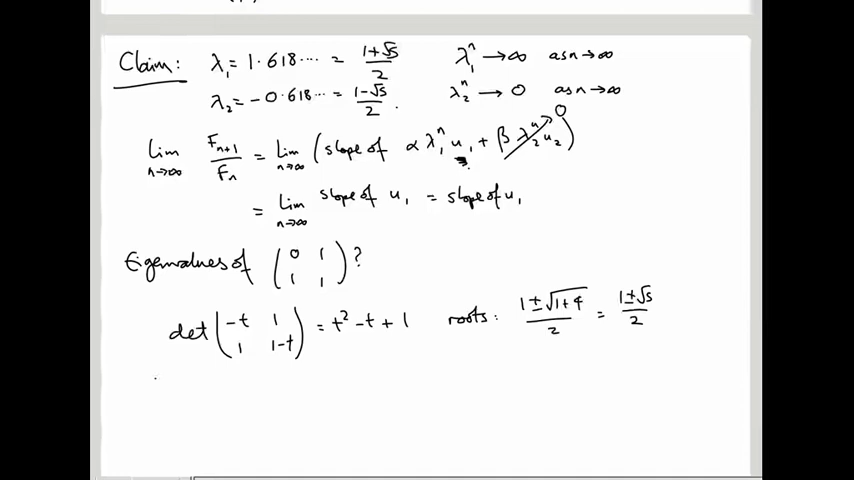 Claim: λ₁ = 1.618... = (1+√5)/2 λ₁ⁿ → ∞ as n → ∞
λ₂ = -0.618... = (1-√5)/2. λ₂ⁿ → 0 as n → ∞
lim n→∞ Fₙ₊₁/Fₙ = lim n→∞ (slope of αλ₁ⁿu₁ + βλ₂ⁿu₂) 0
= lim n→∞ slope of u₁ = slope of u₁
Eigenvalues of (0 1; 1 1)?
det(-t 1; 1 1-t) = t² - t + 1 roots: (1±√(1+4))/2 = (1±√5)/2